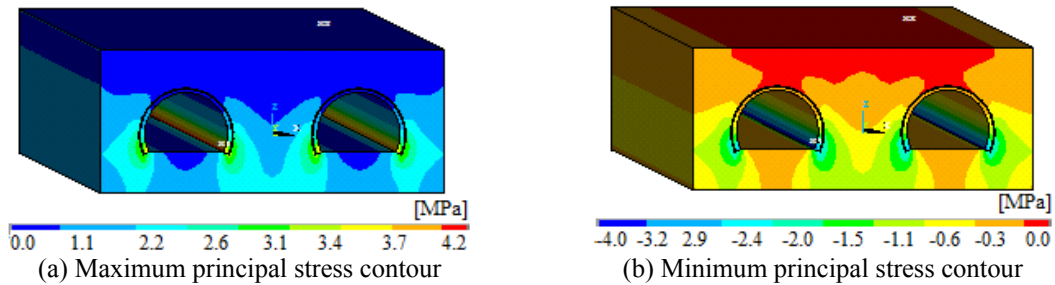 [MPa]
0.0 1.1 2.2 2.6 3.1 3.4 3.7 4.2
(a) Maximum principal stress contour
[MPa]
-4.0 -3.2 2.9 -2.4 -2.0 -1.5 -1.1 -0.6 -0.3 0.0
(b) Minimum principal stress contour